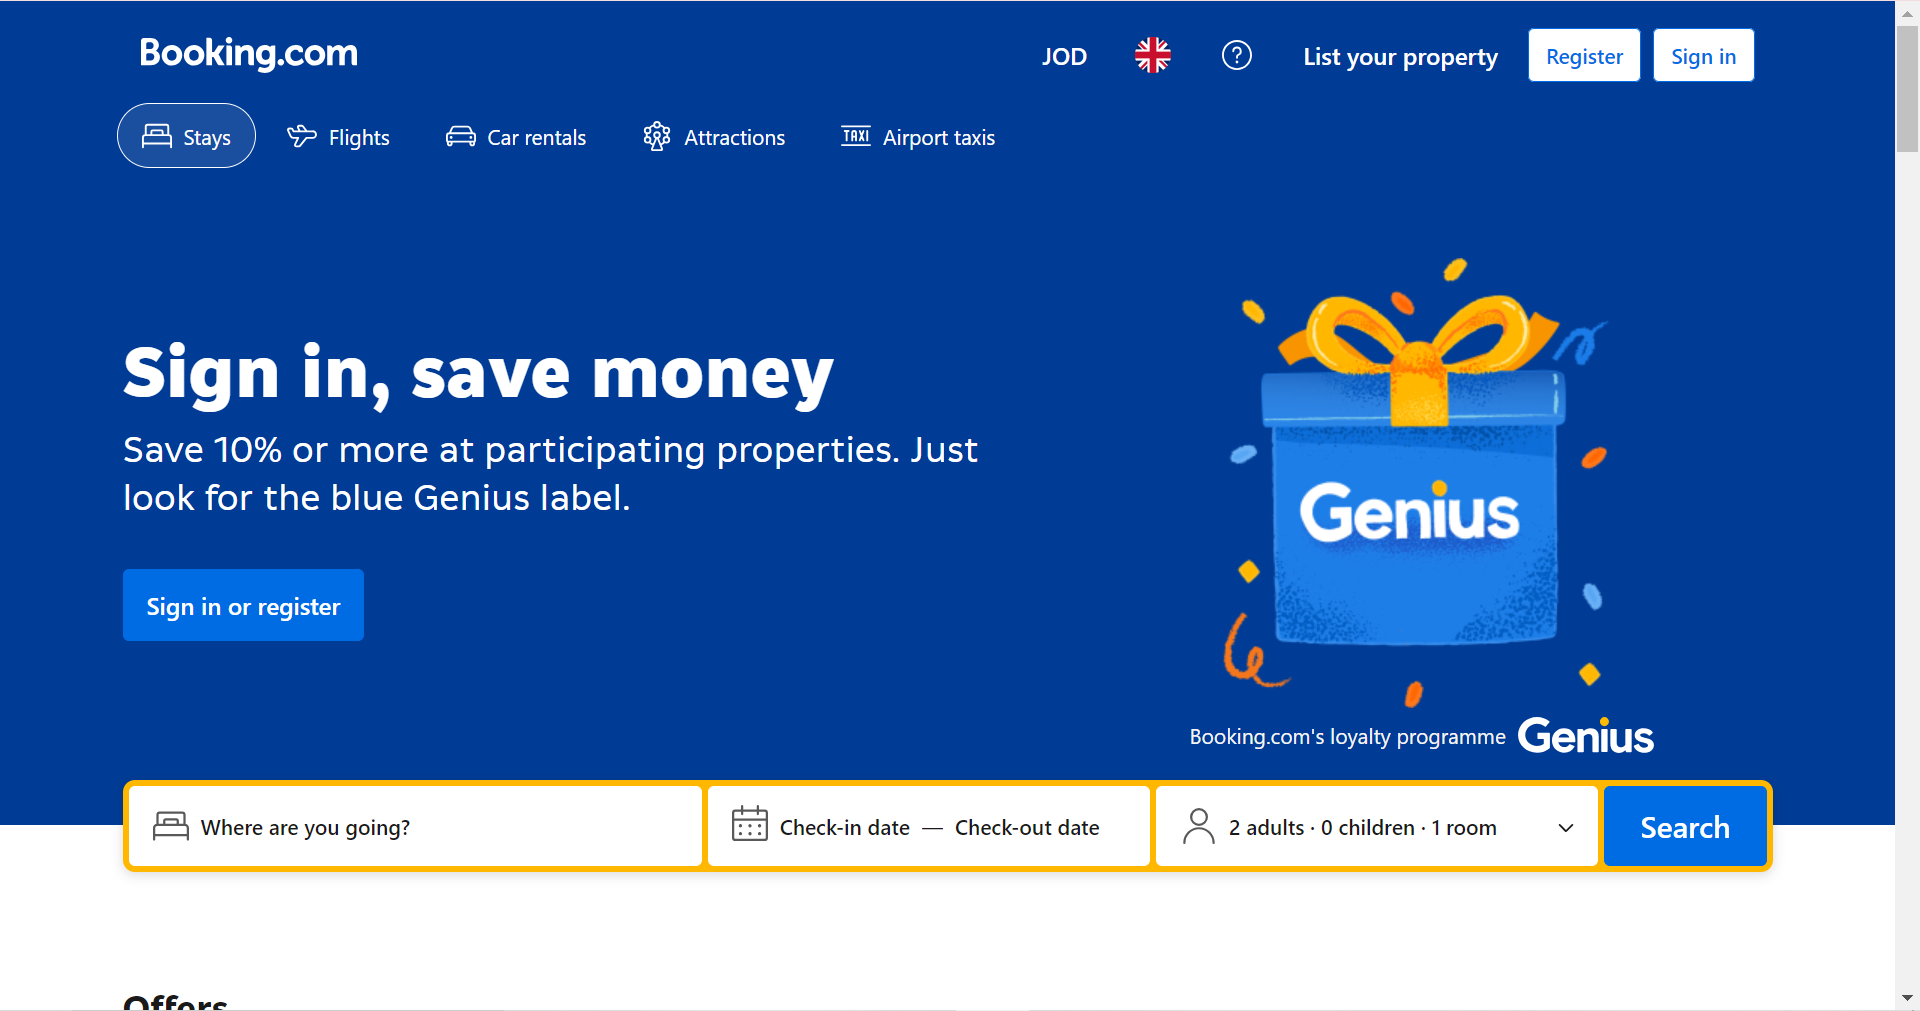 Booking.com
JOD
List your property
Register
Sign in
Stays
Flights
Car rentals
Attractions
TAXI
Airport taxis
Sign in, save money
Save 10% or more at participating properties. Just
look for the blue Genius label.
Sign in or register
Genius
Booking.com's loyalty programme Genius
Where are you going?
Check-in date — Check-out date
2 adults · 0 children · 1 room
Search
Offers